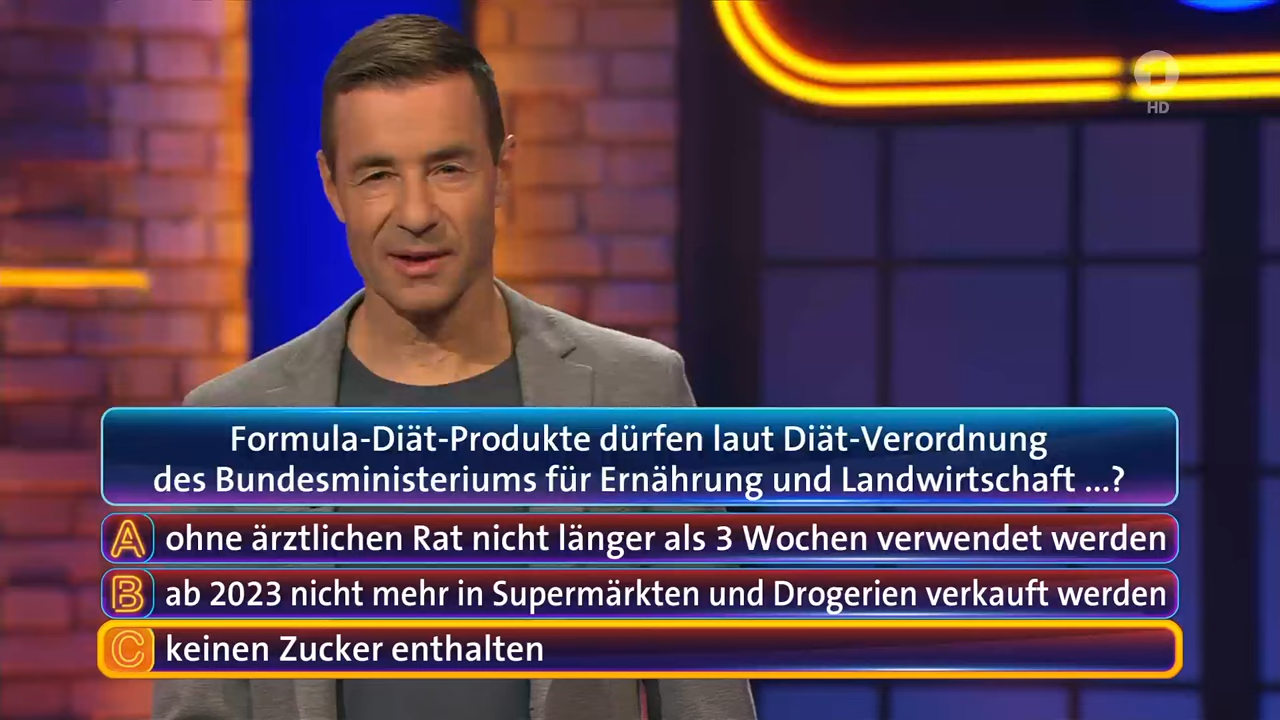 1
HD
Formula-Diät-Produkte dürfen laut Diät-Verordnung
des Bundesministeriums für Ernährung und Landwirtschaft ...?
A ohne ärztlichen Rat nicht länger als 3 Wochen verwendet werden
B ab 2023 nicht mehr in Supermärkten und Drogerien verkauft werden
C keinen Zucker enthalten